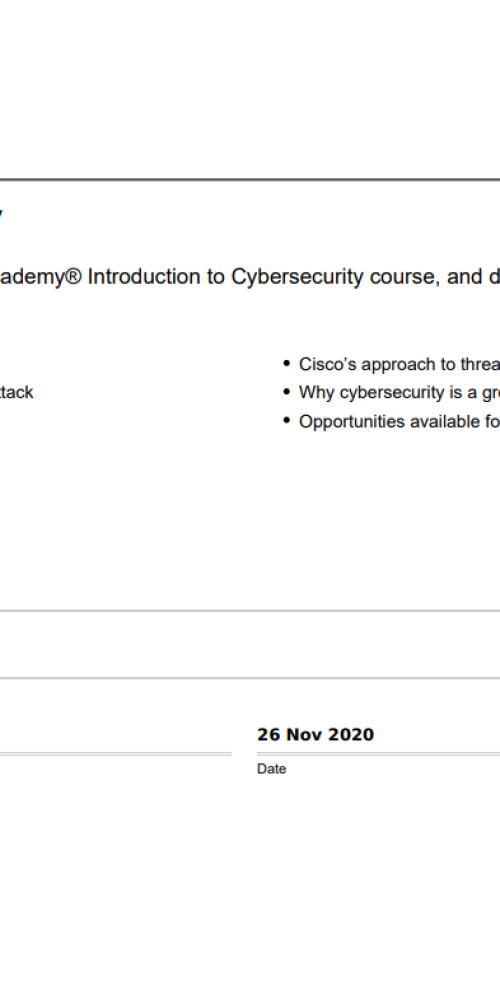 ademy® Introduction to Cybersecurity course, and d
• Cisco's approach to threa
ttack
• Why cybersecurity is a gr
• Opportunities available fo
26 Nov 2020
Date